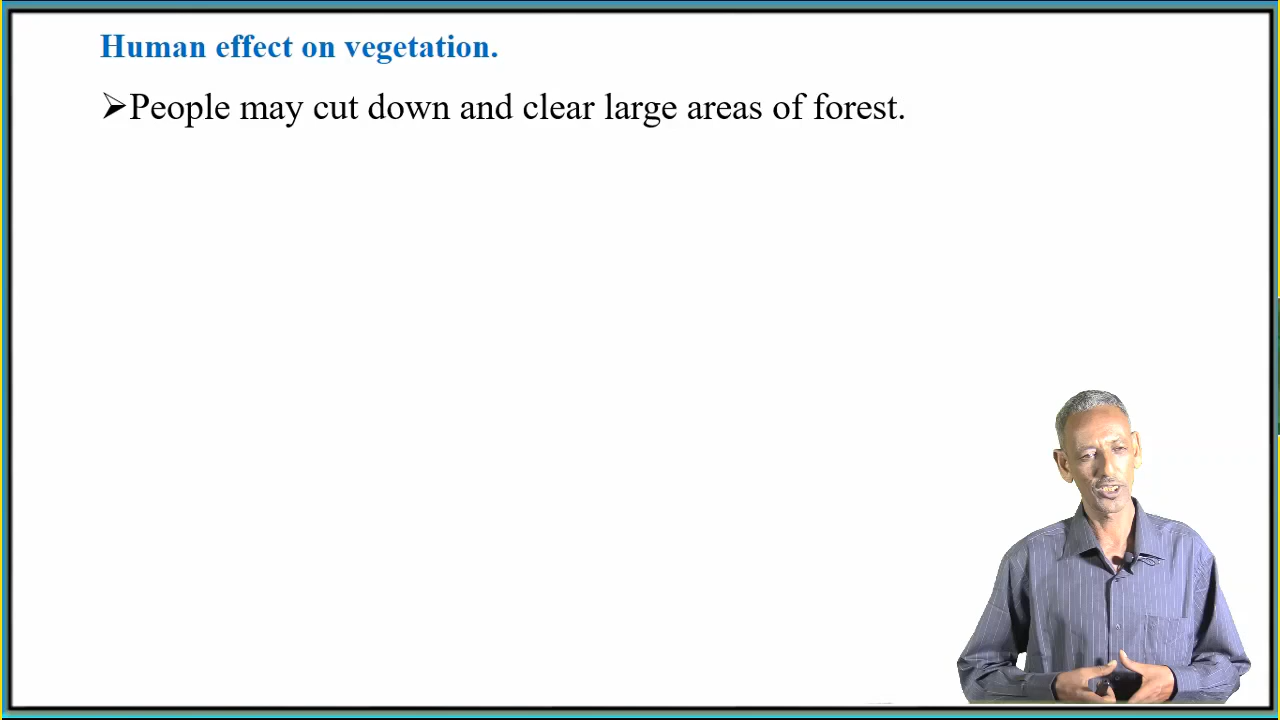 Human effect on vegetation.
➢People may cut down and clear large areas of forest.